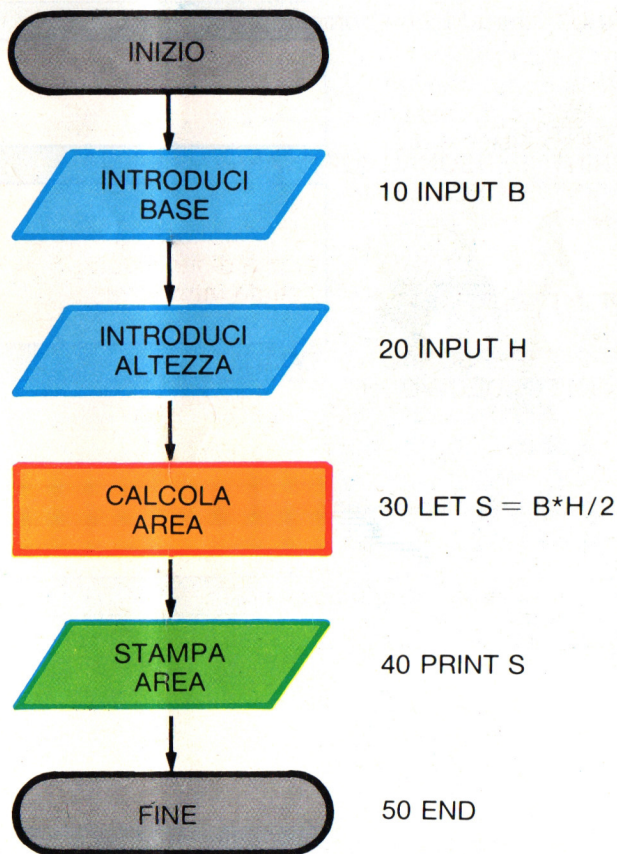 INIZIO
INTRODUCI
BASE
10 INPUT B
INTRODUCI
ALTEZZA
20 INPUT H
CALCOLA
AREA
30 LET S = B*H/2
STAMPA
AREA
40 PRINT S
FINE
50 END